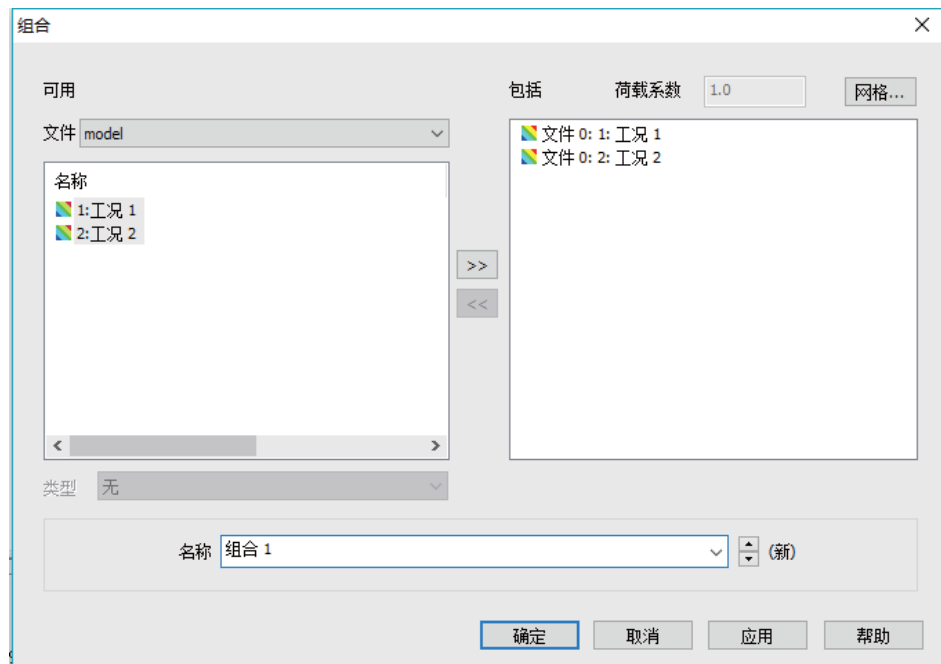 组合
可用
包括 荷载系数 1.0 网格...
文件 model
文件 0: 1: 工况 1
文件 0: 2: 工况 2
名称
1:工况 1
2:工况 2
>>
<<
类型 无
名称 组合 1 (新)
确定 取消 应用 帮助